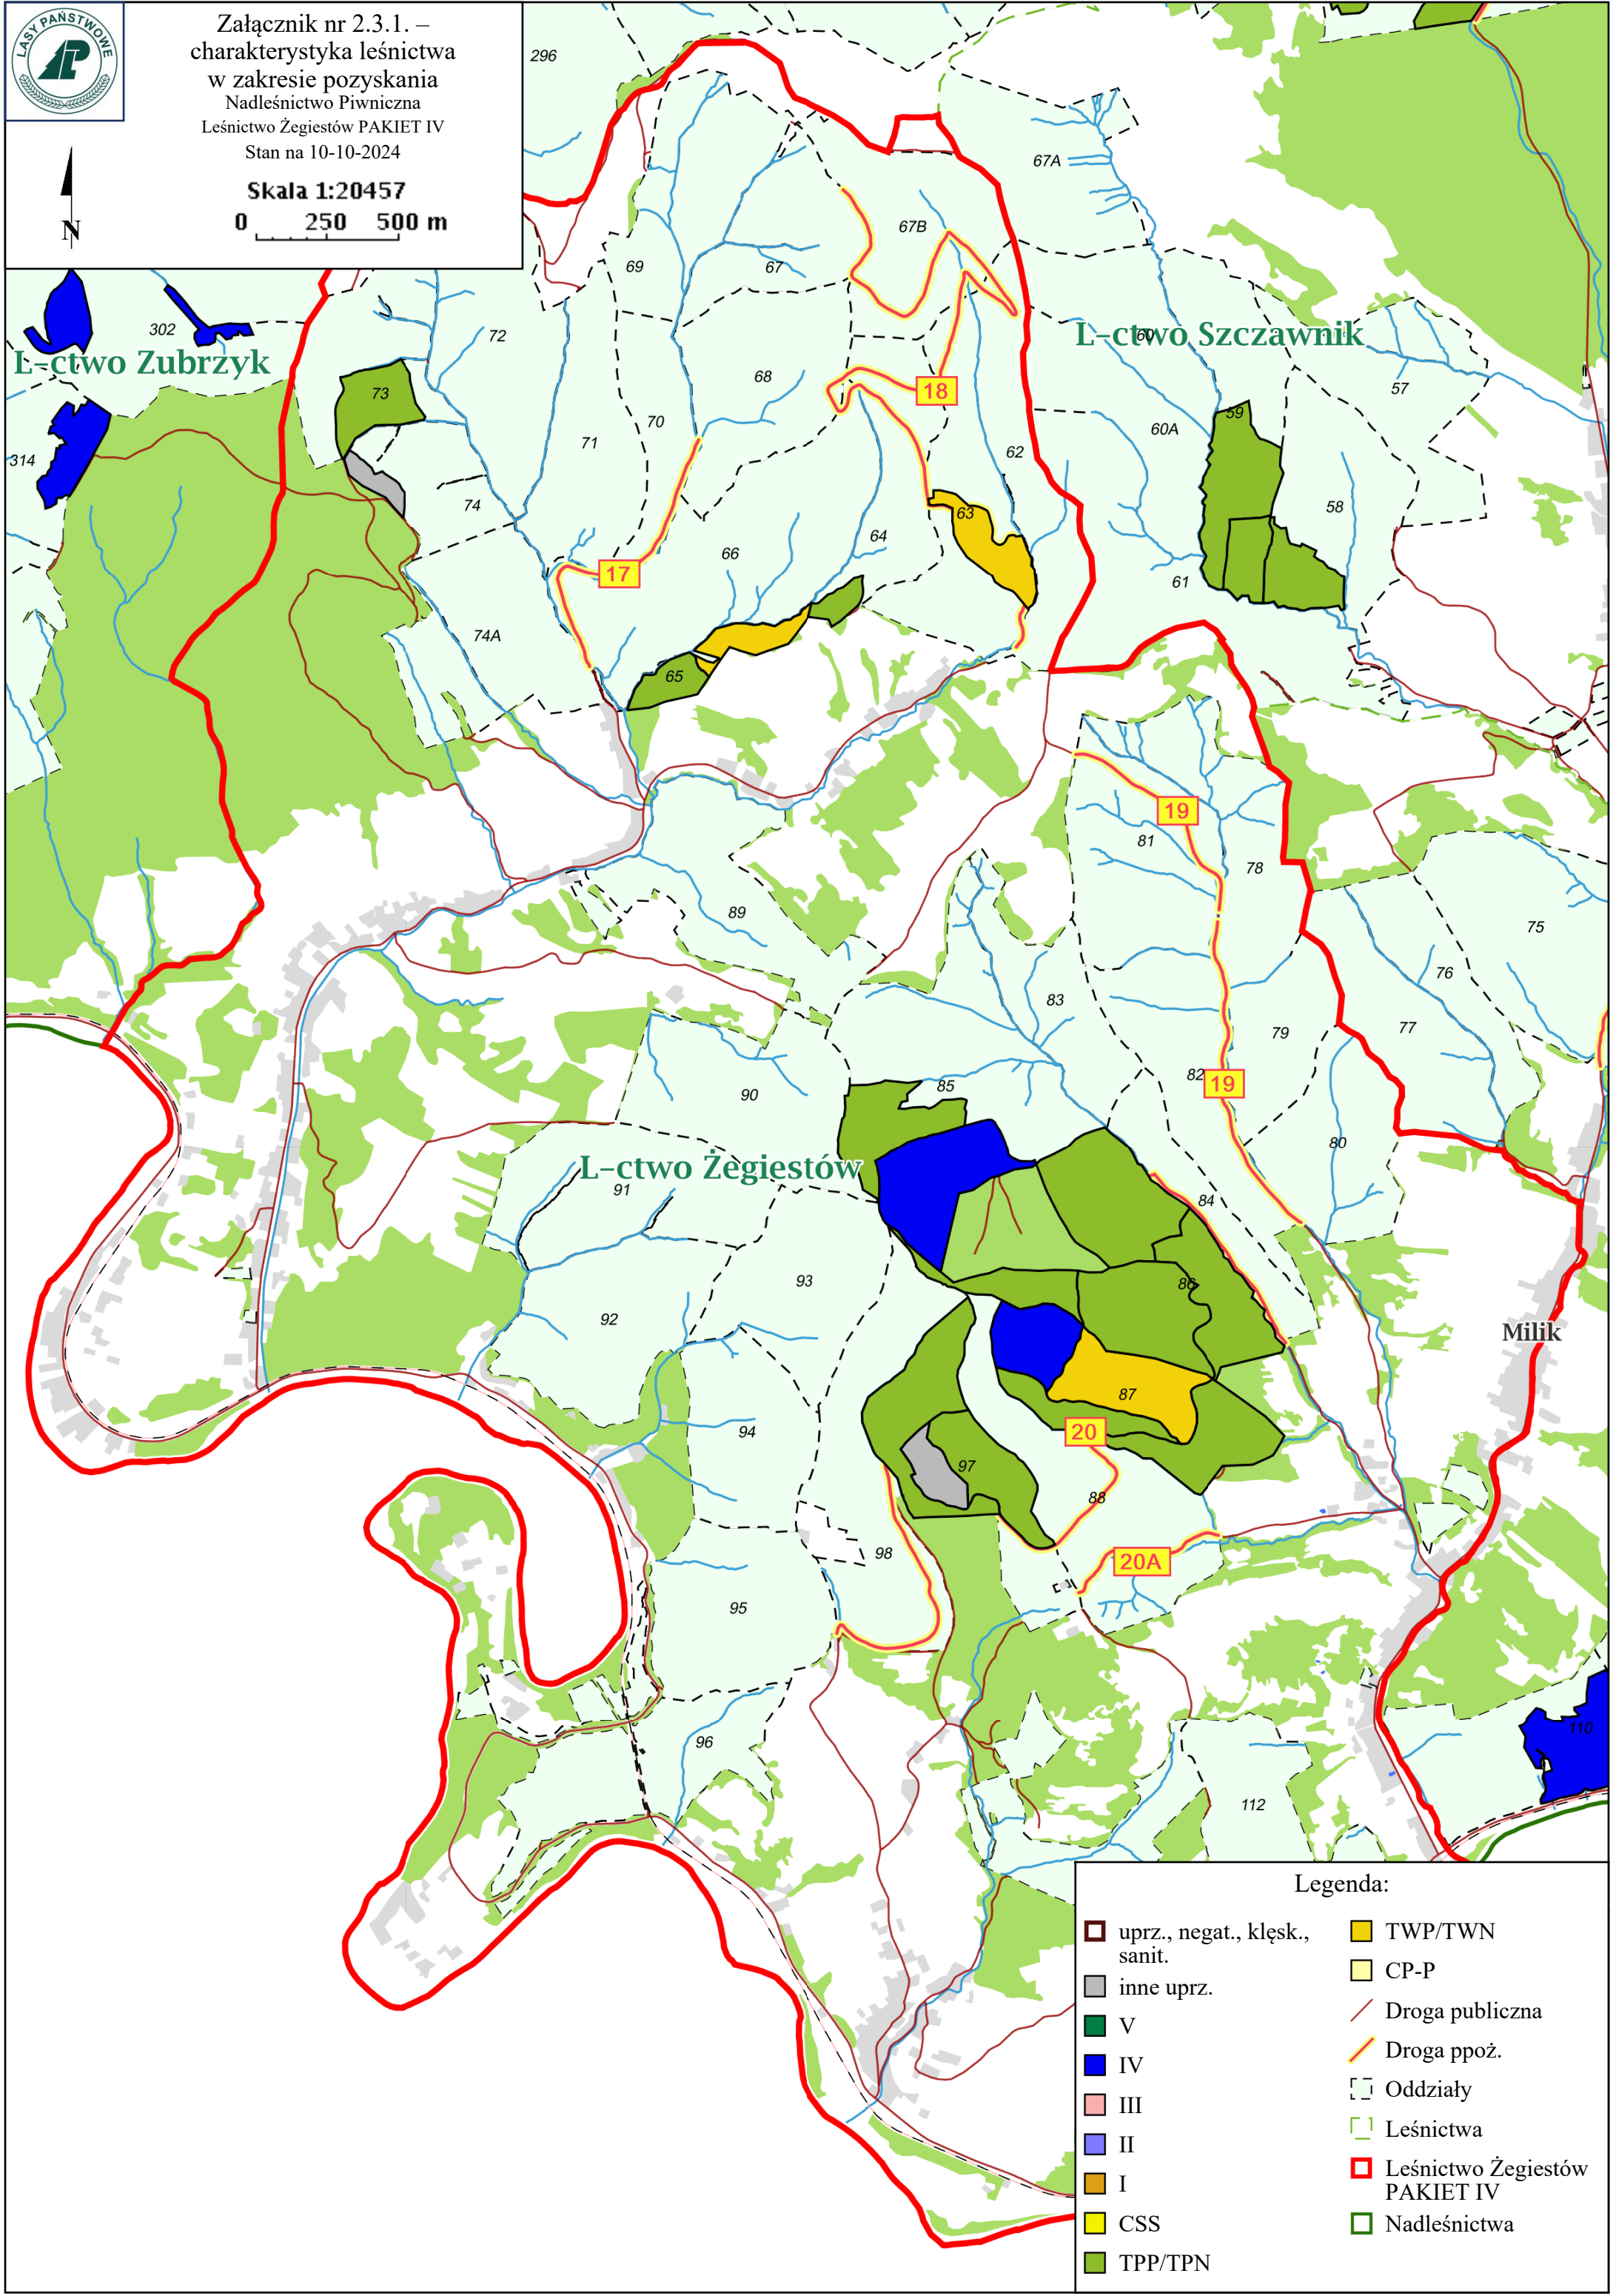 LASY PAŃSTWOWE
Załącznik nr 2.3.1. –
charakterystyka leśnictwa
w zakresie pozyskania
Nadleśnictwo Piwniczna
Leśnictwo Żegiestów PAKIET IV
Stan na 10-10-2024
Skala 1:20457
0 250 500 m
N
296
67A
67B
69
67
302
72
L-ctwo Szczawnik
60
L-ctwo Zubrzyk
73
68
18
57
59
70
60A
71
62
314
74
63
58
64
66
17
61
74A
65
19
81
78
89
75
76
83
77
79
82
19
85
90
80
L-ctwo Żegiestów
91
84
93
86
92
Milik
87
94
20
97
88
98
20A
95
110
96
112
Legenda:
uprz., negat., klęsk.,
sanit.
inne uprz.
V
IV
III
II
I
CSS
TPP/TPN
TWP/TWN
CP-P
Droga publiczna
Droga ppoż.
Oddziały
Leśnictwa
Leśnictwo Żegiestów
PAKIET IV
Nadleśnictwa